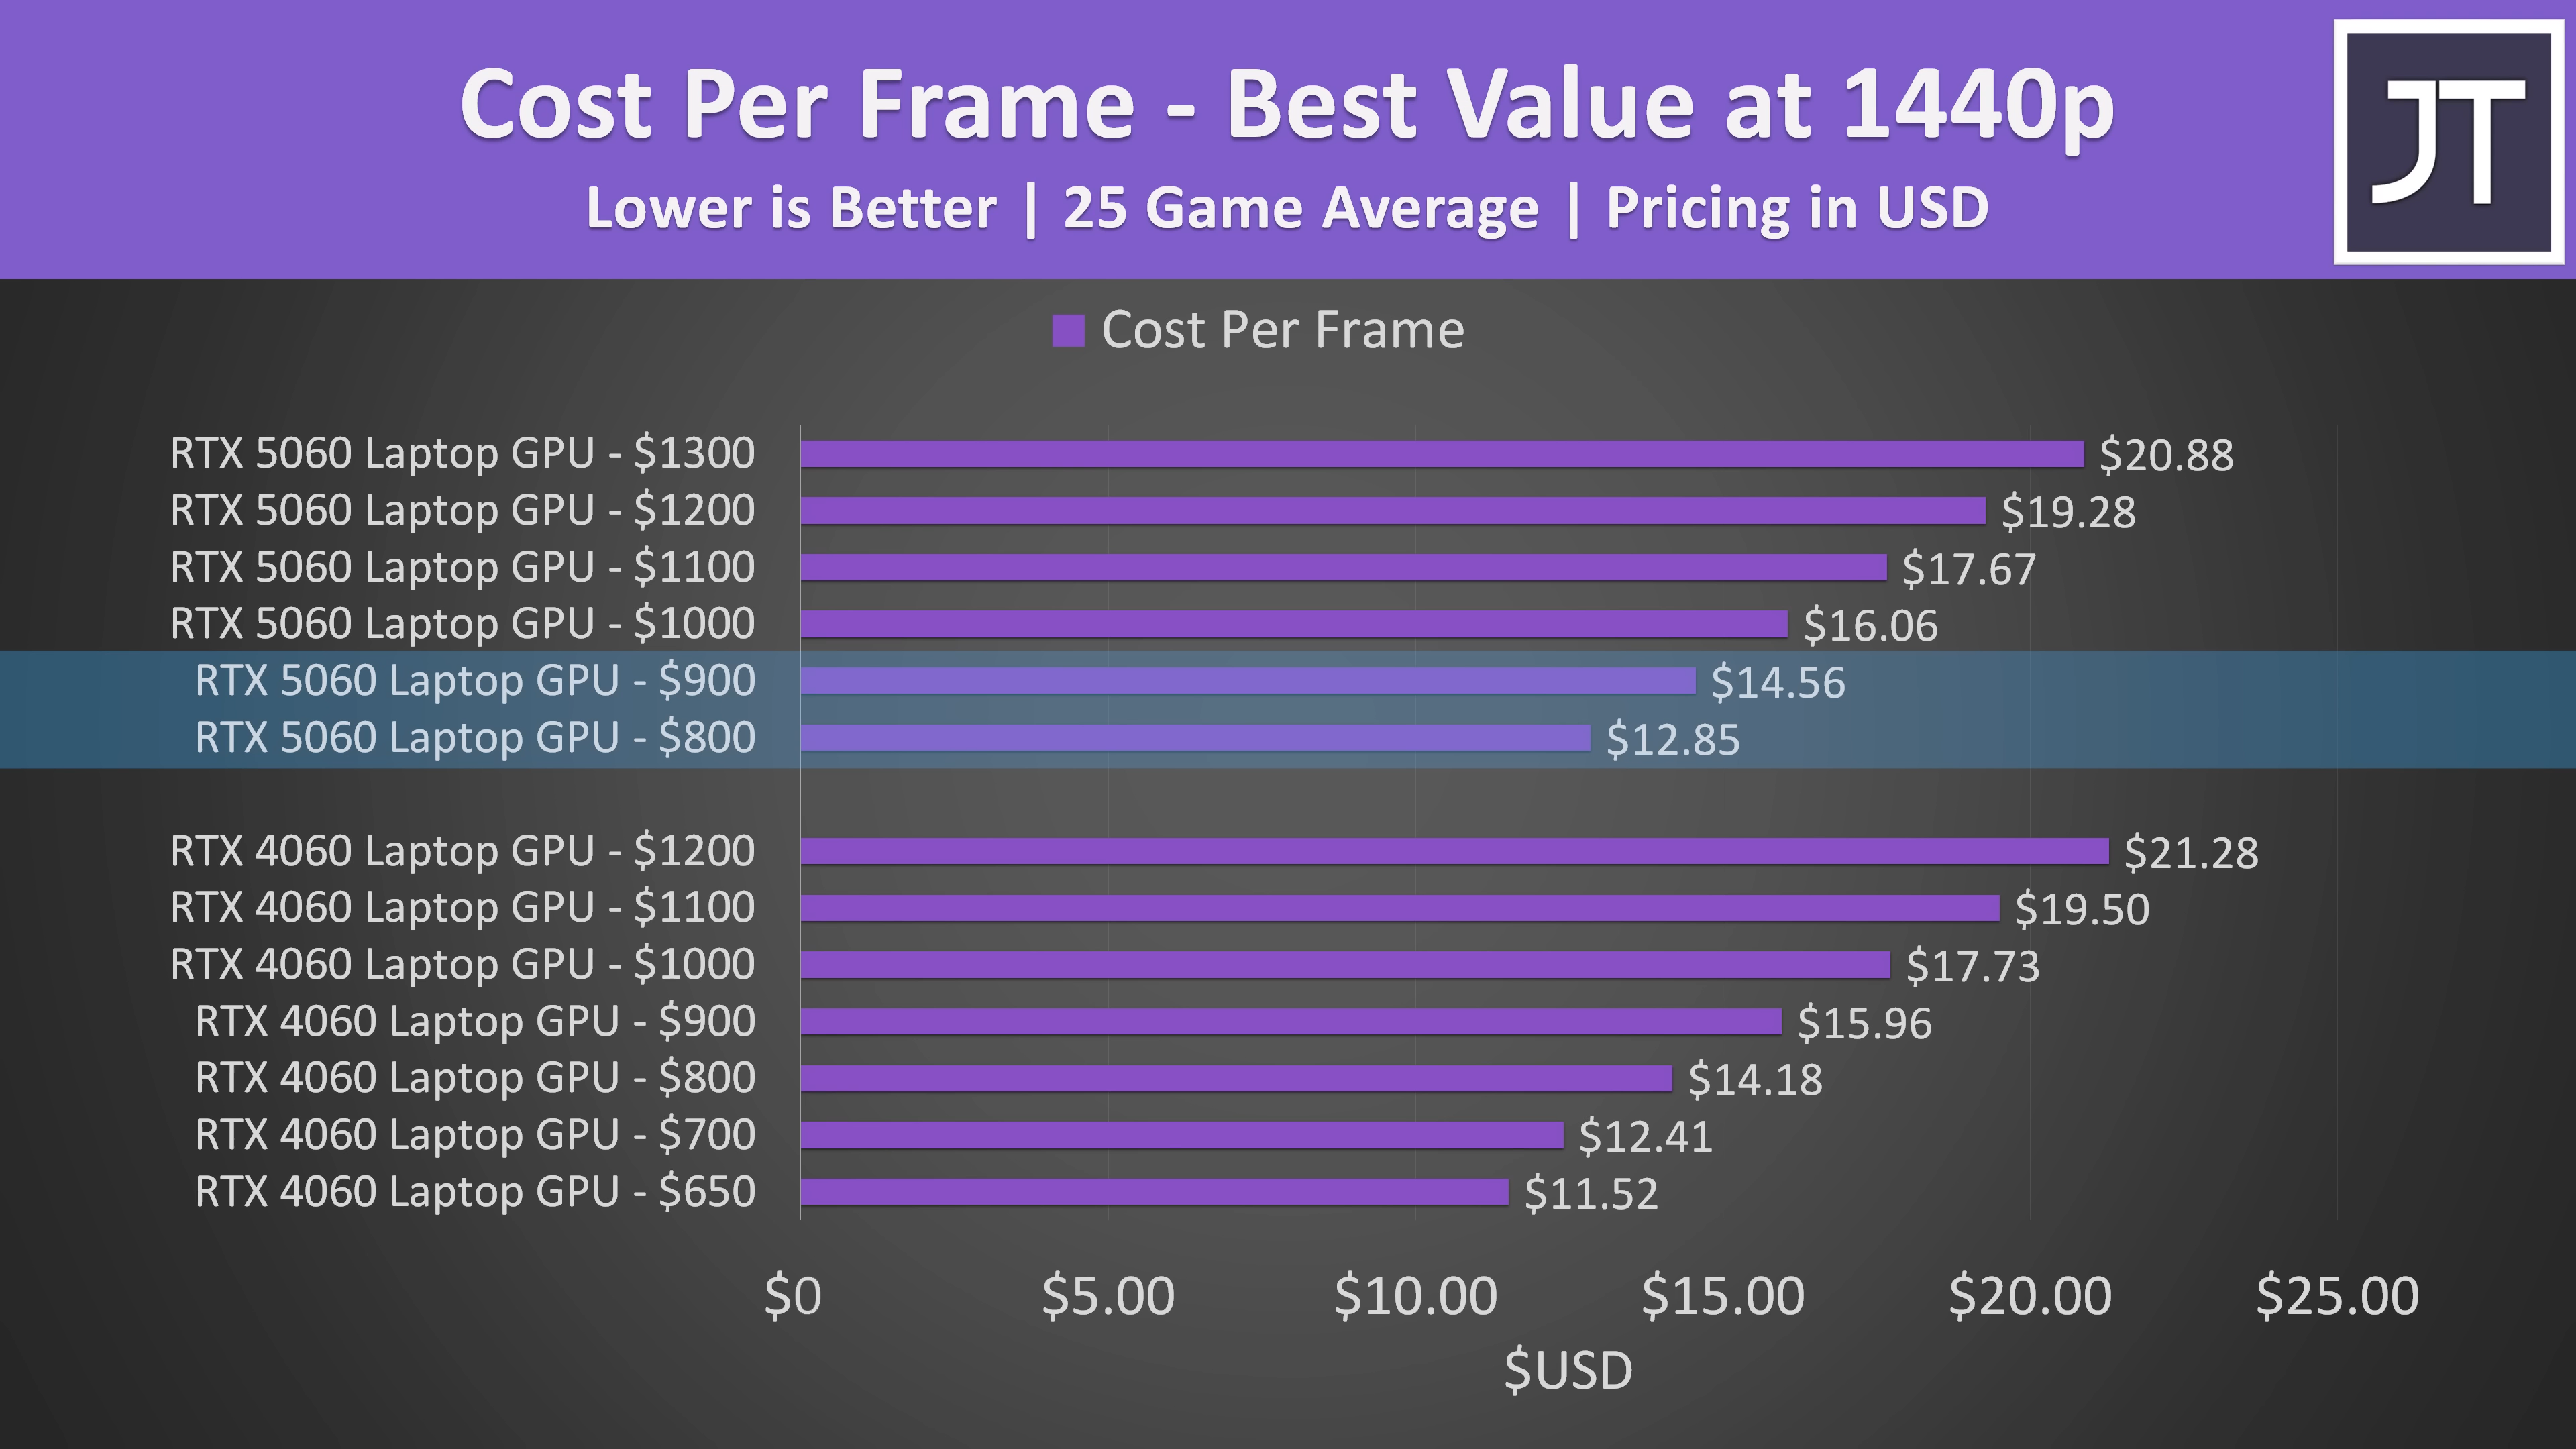 Cost Per Frame - Best Value at 1440p
Lower is Better | 25 Game Average | Pricing in USD
JT
Cost Per Frame
RTX 5060 Laptop GPU - $1300 $20.88
RTX 5060 Laptop GPU - $1200 $19.28
RTX 5060 Laptop GPU - $1100 $17.67
RTX 5060 Laptop GPU - $1000 $16.06
RTX 5060 Laptop GPU - $900 $14.56
RTX 5060 Laptop GPU - $800 $12.85
RTX 4060 Laptop GPU - $1200 $21.28
RTX 4060 Laptop GPU - $1100 $19.50
RTX 4060 Laptop GPU - $1000 $17.73
RTX 4060 Laptop GPU - $900 $15.96
RTX 4060 Laptop GPU - $800 $14.18
RTX 4060 Laptop GPU - $700 $12.41
RTX 4060 Laptop GPU - $650 $11.52
$0 $5.00 $10.00 $15.00 $20.00 $25.00
$USD